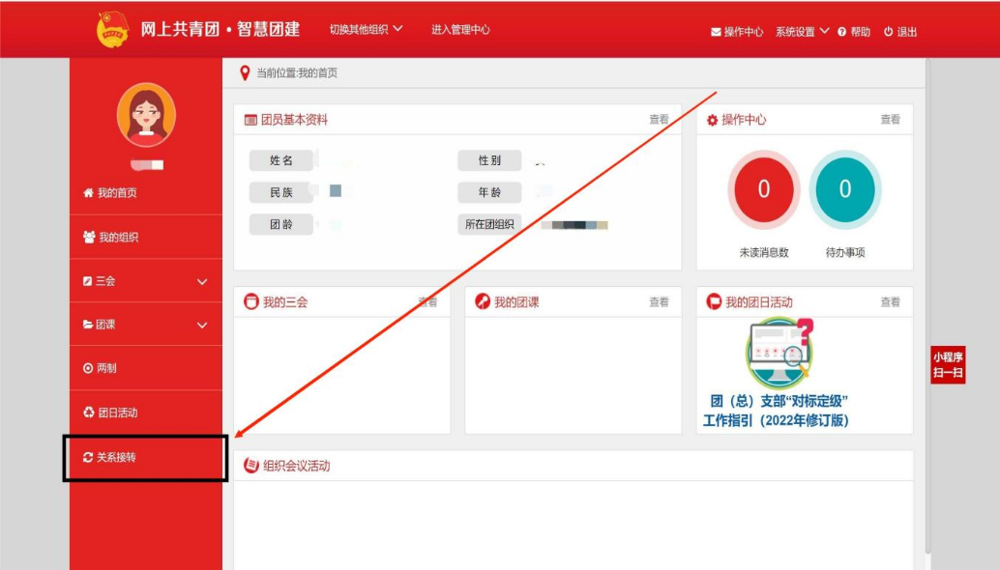 网上共青团·智慧团建 切换其他组织 进入管理中心 操作中心 系统设置 帮助 退出
当前位置:我的首页
我的首页
我的组织
三会
团课
两制
团日活动
关系接转
团员基本资料 查看
姓名 性别
民族 年龄
团龄 所在团组织
操作中心 查看
0 0
未读消息数 待办事项
我的三会 查看
我的团课 查看
我的团日活动 查看
团（总）支部“对标定级”
工作指引（2022年修订版）
组织会议活动
小程序
扫一扫